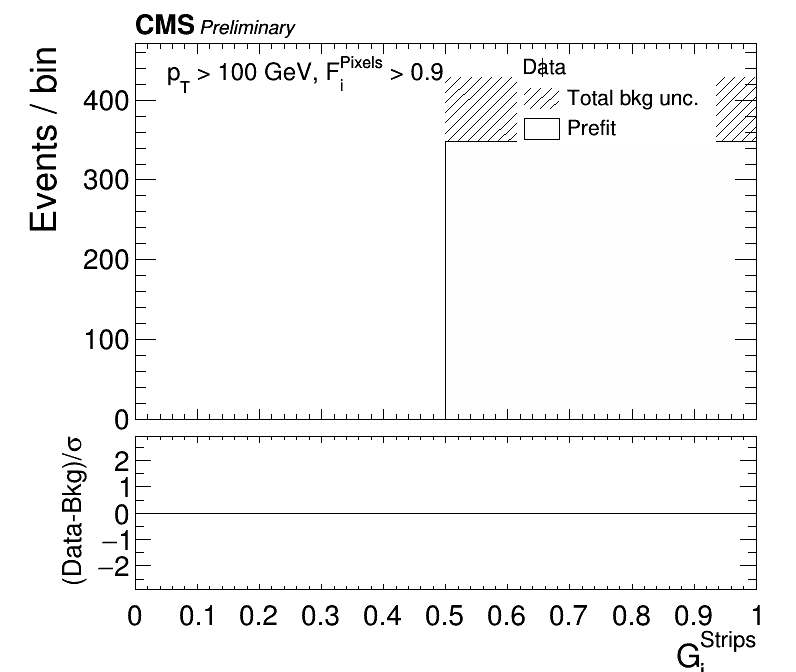 CMS Preliminary
p_T > 100 GeV, F_i^Pixels > 0.9
Data
Total bkg unc.
Prefit
Events / bin
400
300
200
100
0
(Data-Bkg)/σ
2
1
0
−1
−2
0 0.1 0.2 0.3 0.4 0.5 0.6 0.7 0.8 0.9 1
G_i^Strips